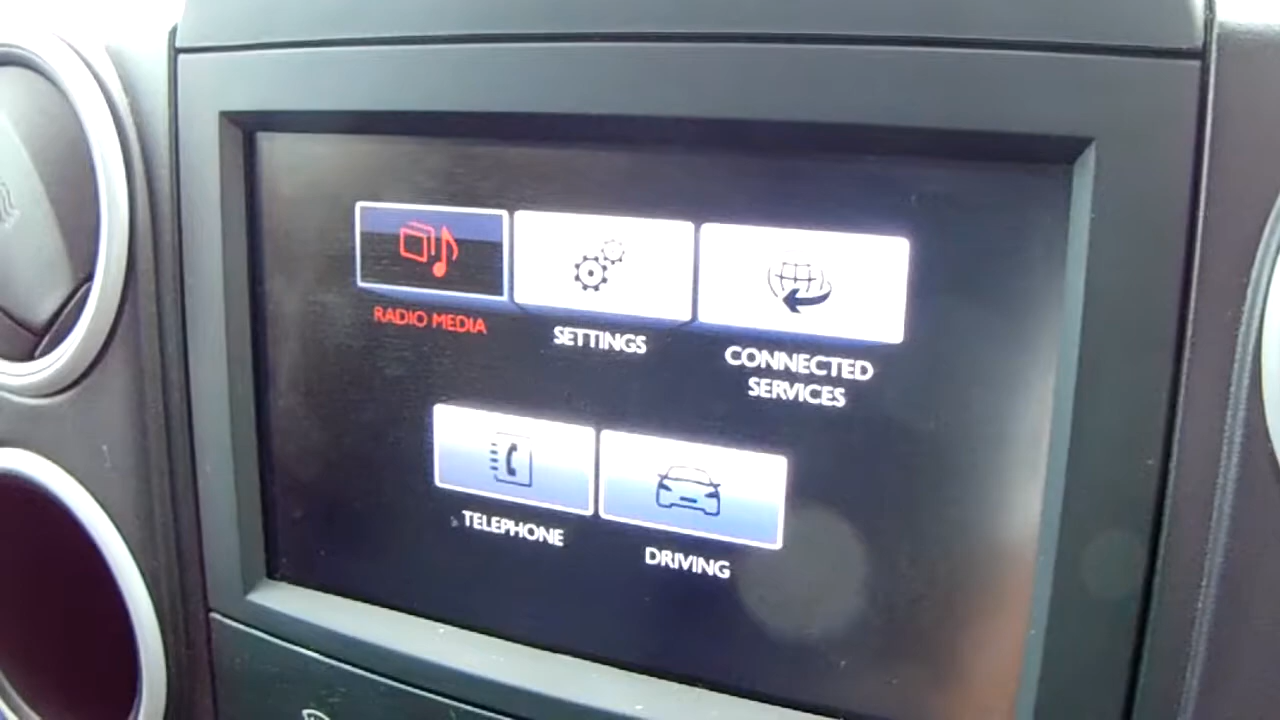 RADIO MEDIA
SETTINGS
CONNECTED
SERVICES
TELEPHONE
DRIVING